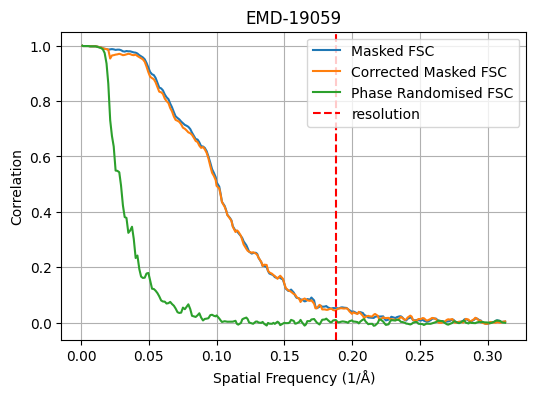 EMD-19059
Masked FSC
Corrected Masked FSC
Phase Randomised FSC
resolution
Correlation
1.0
0.8
0.6
0.4
0.2
0.0
0.00 0.05 0.10 0.15 0.20 0.25 0.30
Spatial Frequency (1/Å)